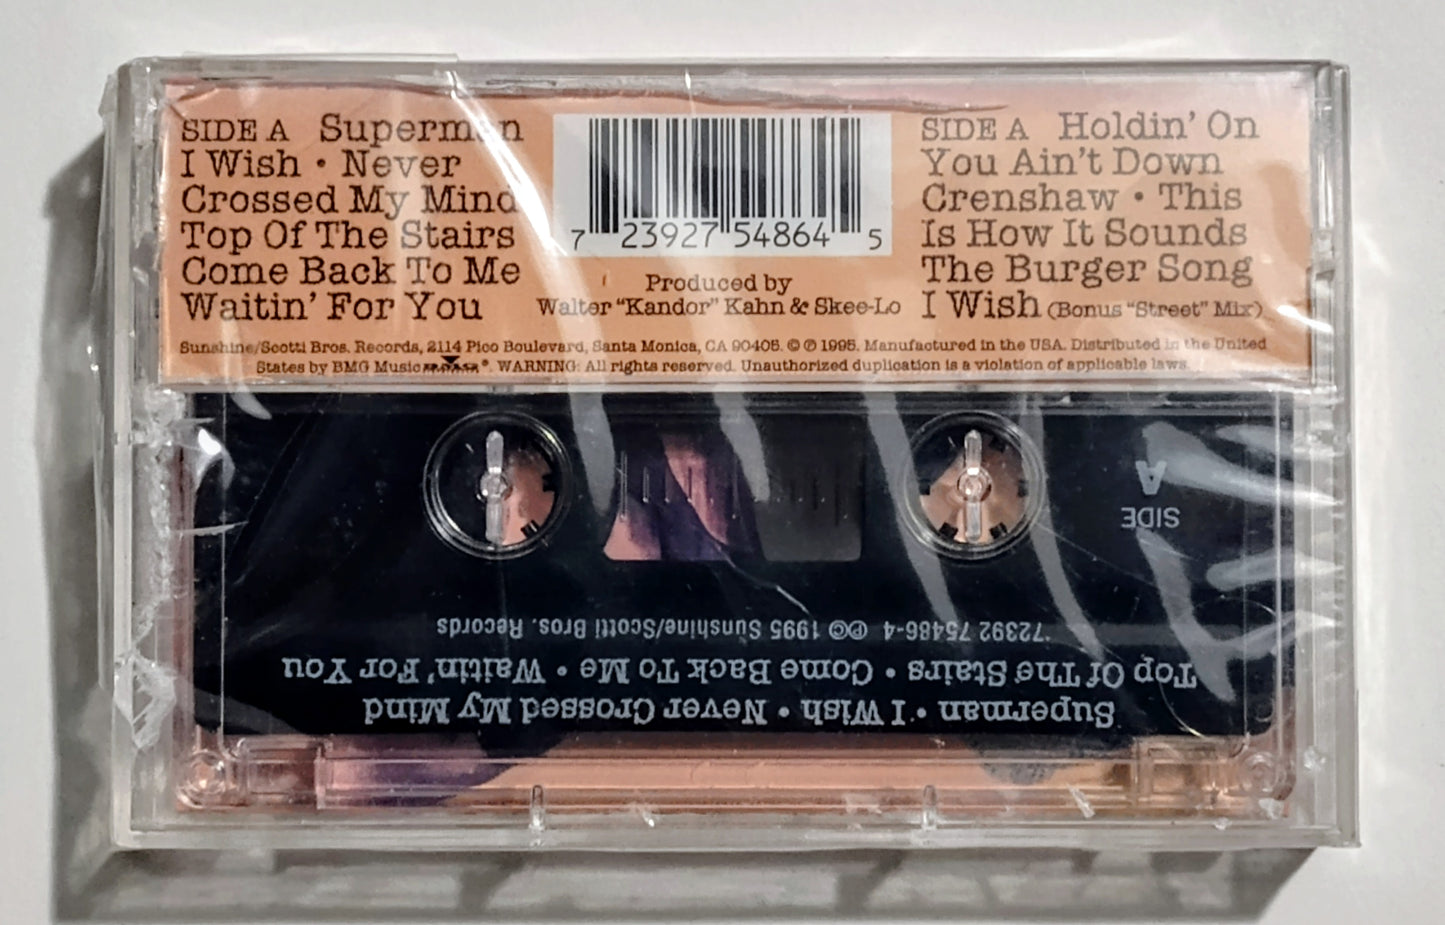 SIDE A Superman
I Wish • Never
Crossed My Mind
Top Of The Stairs
Come Back To Me
Waitin' For You
7 23927 54864 5
Produced by
Walter "Kandor" Kahn & Skee-Lo
SIDE A Holdin' On
You Ain't Down
Crenshaw • This
Is How It Sounds
The Burger Song
I Wish (Bonus "Street" Mix)
Sunshine/Scotti Bros. Records, 2114 Pico Boulevard, Santa Monica, CA 90405. © ℗ 1995. Manufactured in the USA. Distributed in the United
States by BMG Music ®. WARNING: All rights reserved. Unauthorized duplication is a violation of applicable laws.
SIDE
A
72392 75486-4 ℗© 1995 Sunshine/Scotti Bros. Records
Superman • I Wish • Never Crossed My Mind
Top Of The Stairs • Come Back To Me • Waitin' For You